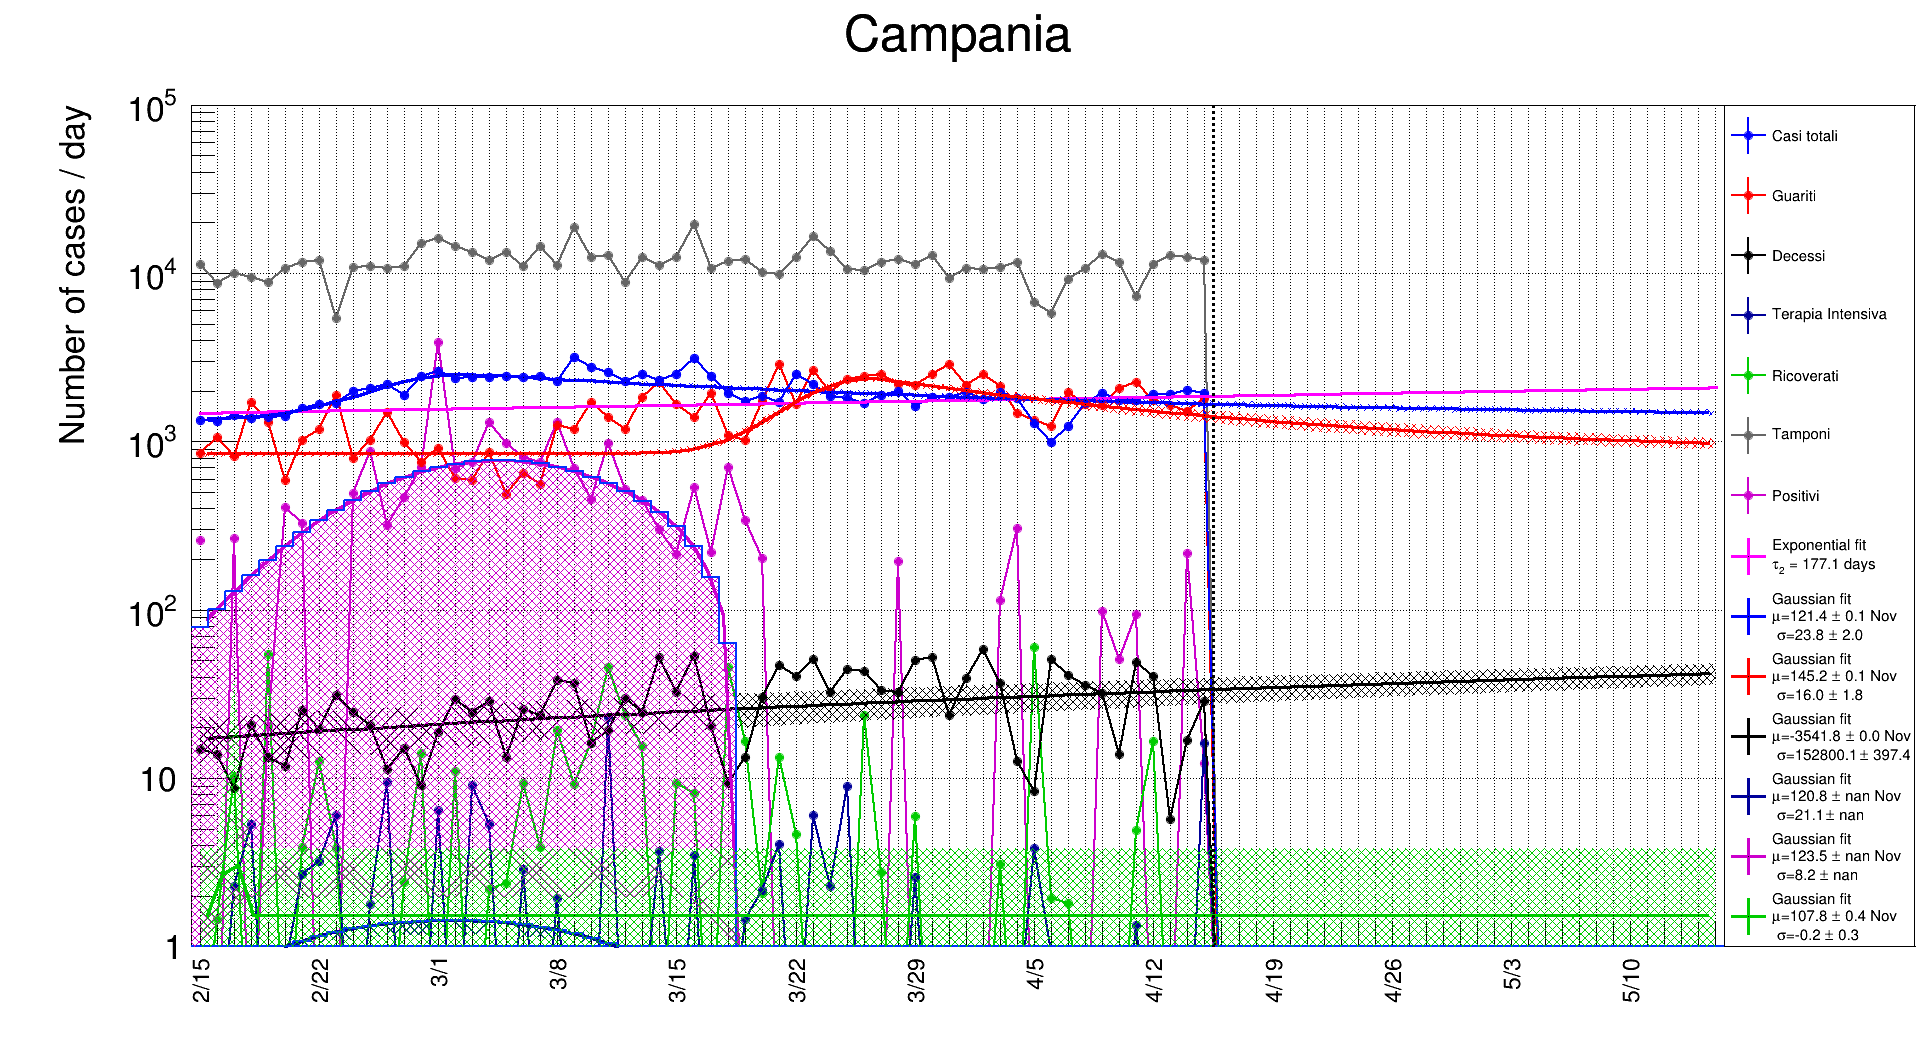 Campania
Number of cases / day
10^5
10^4
10^3
10^2
10
1
2/15
2/22
3/1
3/8
3/15
3/22
3/29
4/5
4/12
4/19
4/26
5/3
5/10
Casi totali
Guariti
Decessi
Terapia Intensiva
Ricoverati
Tamponi
Positivi
Exponential fit
τ₂ = 177.1 days
Gaussian fit
μ=121.4 ± 0.1 Nov
σ=23.8 ± 2.0
Gaussian fit
μ=145.2 ± 0.1 Nov
σ=16.0 ± 1.8
Gaussian fit
μ=-3541.8 ± 0.0 Nov
σ=152800.1 ± 397.4
Gaussian fit
μ=120.8 ± nan Nov
σ=21.1 ± nan
Gaussian fit
μ=123.5 ± nan Nov
σ=8.2 ± nan
Gaussian fit
μ=107.8 ± 0.4 Nov
σ=-0.2 ± 0.3